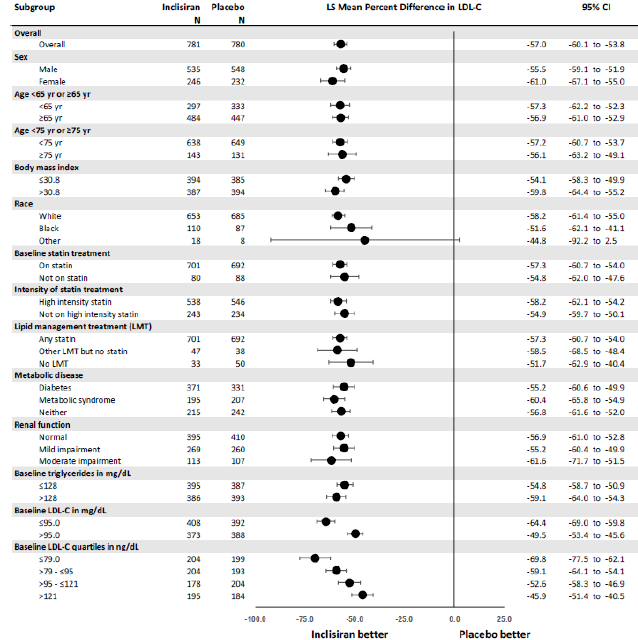 Subgroup Inclisiran Placebo LS Mean Percent Difference in LDL-C 95% CI
N N
Overall
Overall 781 780 -57.0 -60.1 to -53.8
Sex
Male 535 548 -55.5 -59.1 to -51.9
Female 246 232 -61.0 -67.1 to -55.0
Age <65 yr or ≥65 yr
<65 yr 297 333 -57.3 -62.2 to -52.3
≥65 yr 484 447 -56.9 -61.0 to -52.9
Age <75 yr or ≥75 yr
<75 yr 638 649 -57.2 -60.7 to -53.7
≥75 yr 143 131 -56.1 -63.2 to -49.1
Body mass index
≤30.8 394 385 -54.1 -58.3 to -49.9
>30.8 387 394 -59.8 -64.4 to -55.2
Race
White 653 685 -58.2 -61.4 to -55.0
Black 110 87 -51.6 -62.1 to -41.1
Other 18 8 -44.8 -92.2 to 2.5
Baseline statin treatment
On statin 701 692 -57.3 -60.7 to -54.0
Not on statin 80 88 -54.8 -62.0 to -47.6
Intensity of statin treatment
High intensity statin 538 546 -58.2 -62.1 to -54.2
Not on high intensity statin 243 234 -54.9 -59.7 to -50.1
Lipid management treatment (LMT)
Any statin 701 692 -57.3 -60.7 to -54.0
Other LMT but no statin 47 38 -58.5 -68.5 to -48.4
No LMT 33 50 -51.7 -62.9 to -40.4
Metabolic disease
Diabetes 371 331 -55.2 -60.6 to -49.9
Metabolic syndrome 195 207 -60.4 -65.8 to -54.9
Neither 215 242 -56.8 -61.6 to -52.0
Renal function
Normal 395 410 -56.9 -61.0 to -52.8
Mild impairment 269 260 -55.2 -60.4 to -49.9
Moderate impairment 113 107 -61.6 -71.7 to -51.5
Baseline triglycerides in mg/dL
≤128 395 387 -54.8 -58.7 to -50.9
>128 386 393 -59.1 -64.0 to -54.3
Baseline LDL-C in mg/dL
≤95.0 408 392 -64.4 -69.0 to -59.8
>95.0 373 388 -49.5 -53.4 to -45.6
Baseline LDL-C quartiles in ng/dL
≤79.0 204 199 -69.8 -77.5 to -62.1
>79 - ≤95 204 193 -59.1 -64.1 to -54.1
>95 - ≤121 178 204 -52.6 -58.3 to -46.9
>121 195 184 -45.9 -51.4 to -40.5
-100.0 -75.0 -50.0 -25.0 0.0 25.0
Inclisiran better Placebo better